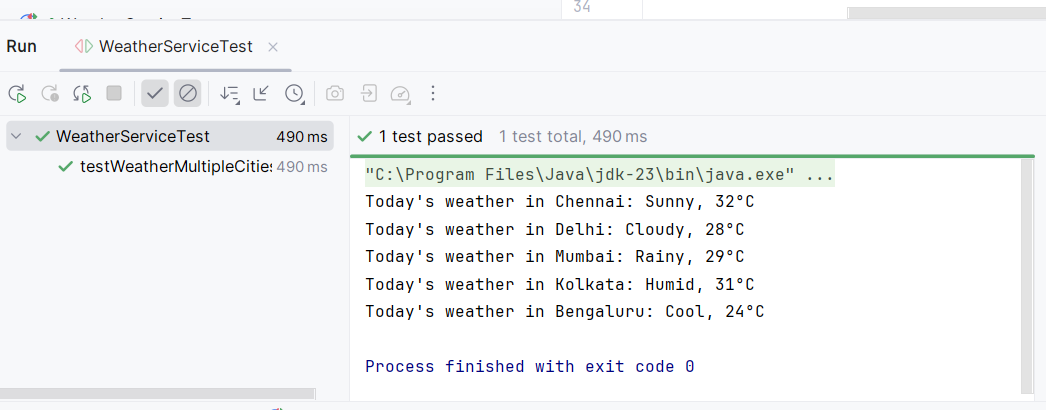 34
Run WeatherServiceTest
WeatherServiceTest 490 ms
testWeatherMultipleCities 490 ms
1 test passed 1 test total, 490 ms
"C:\Program Files\Java\jdk-23\bin\java.exe" ...
Today's weather in Chennai: Sunny, 32°C
Today's weather in Delhi: Cloudy, 28°C
Today's weather in Mumbai: Rainy, 29°C
Today's weather in Kolkata: Humid, 31°C
Today's weather in Bengaluru: Cool, 24°C
Process finished with exit code 0